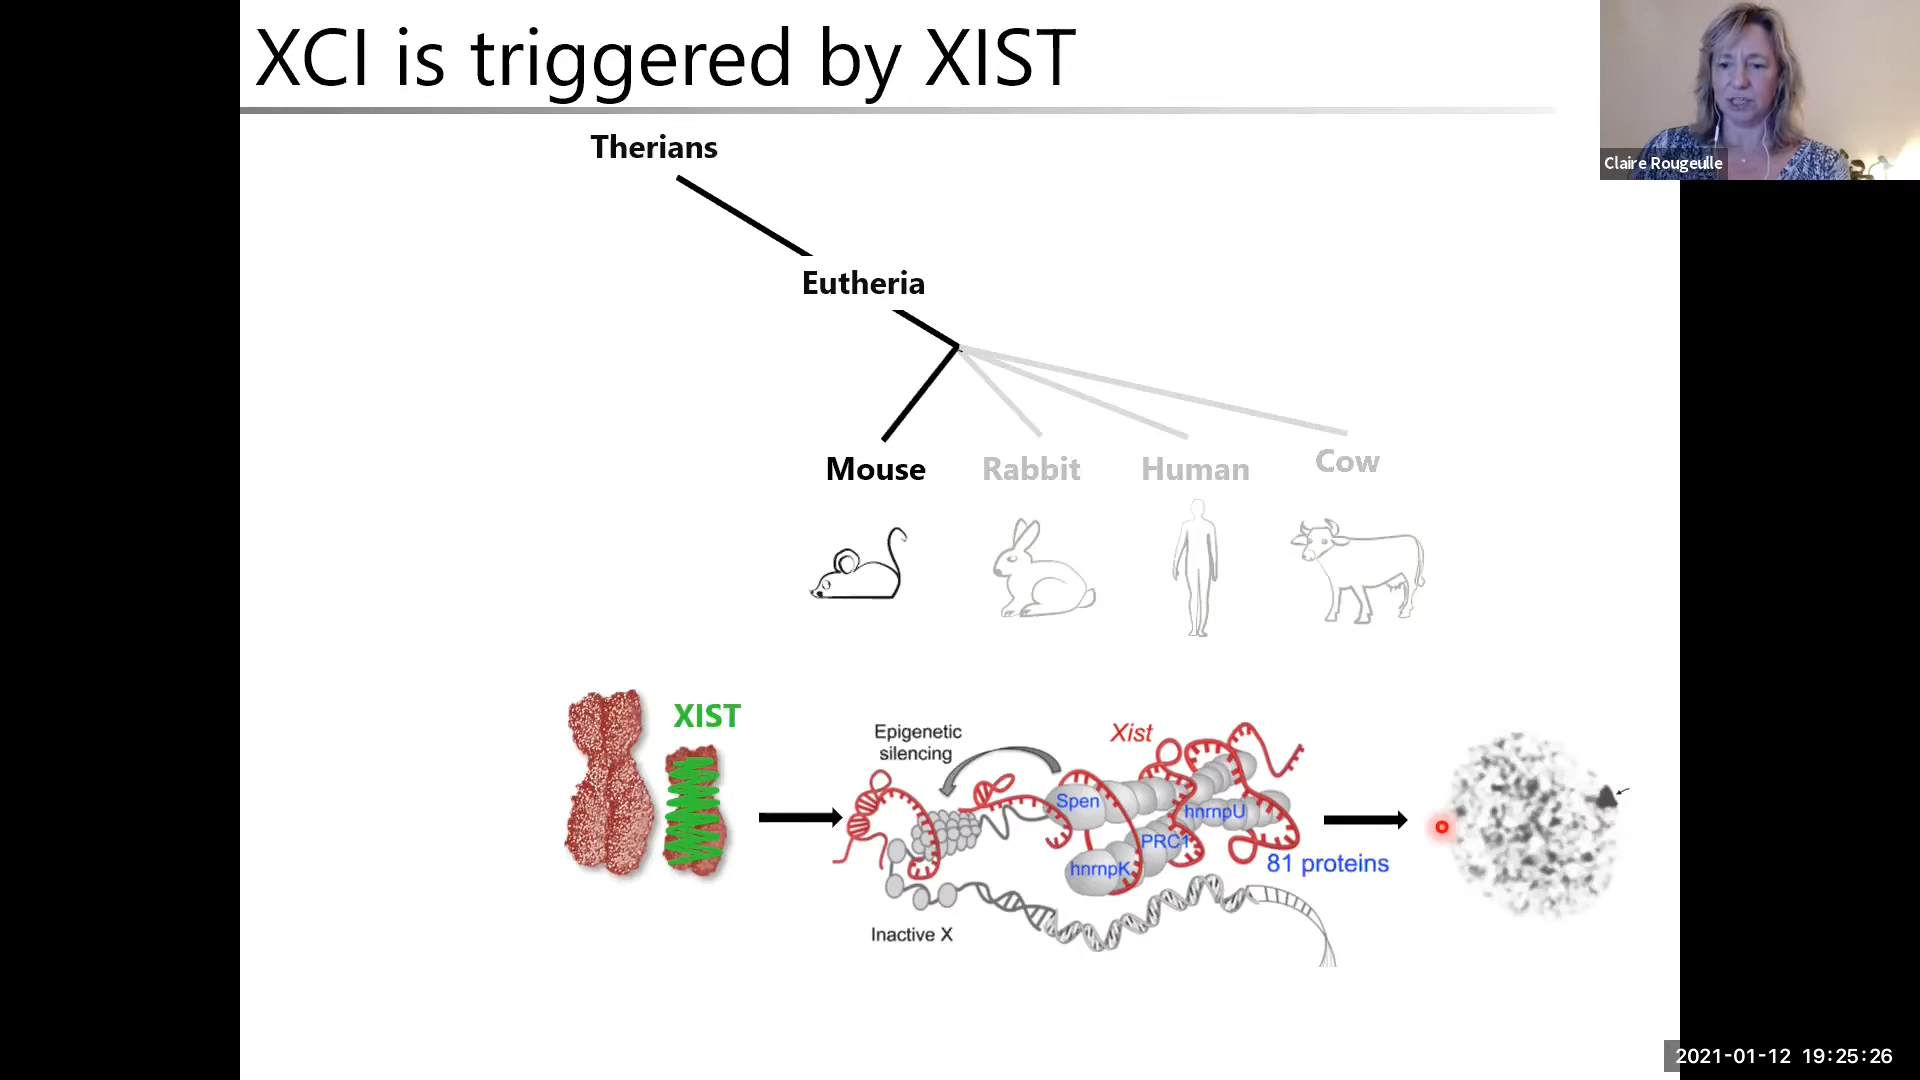 XCI is triggered by XIST
Claire Rougeulle
Therians
Eutheria
Mouse
Rabbit
Human
Cow
XIST
Epigenetic
silencing
Xist
Spen
hnrnpU
PRC1
hnrnpK
81 proteins
Inactive X
2021-01-12 19:25:26